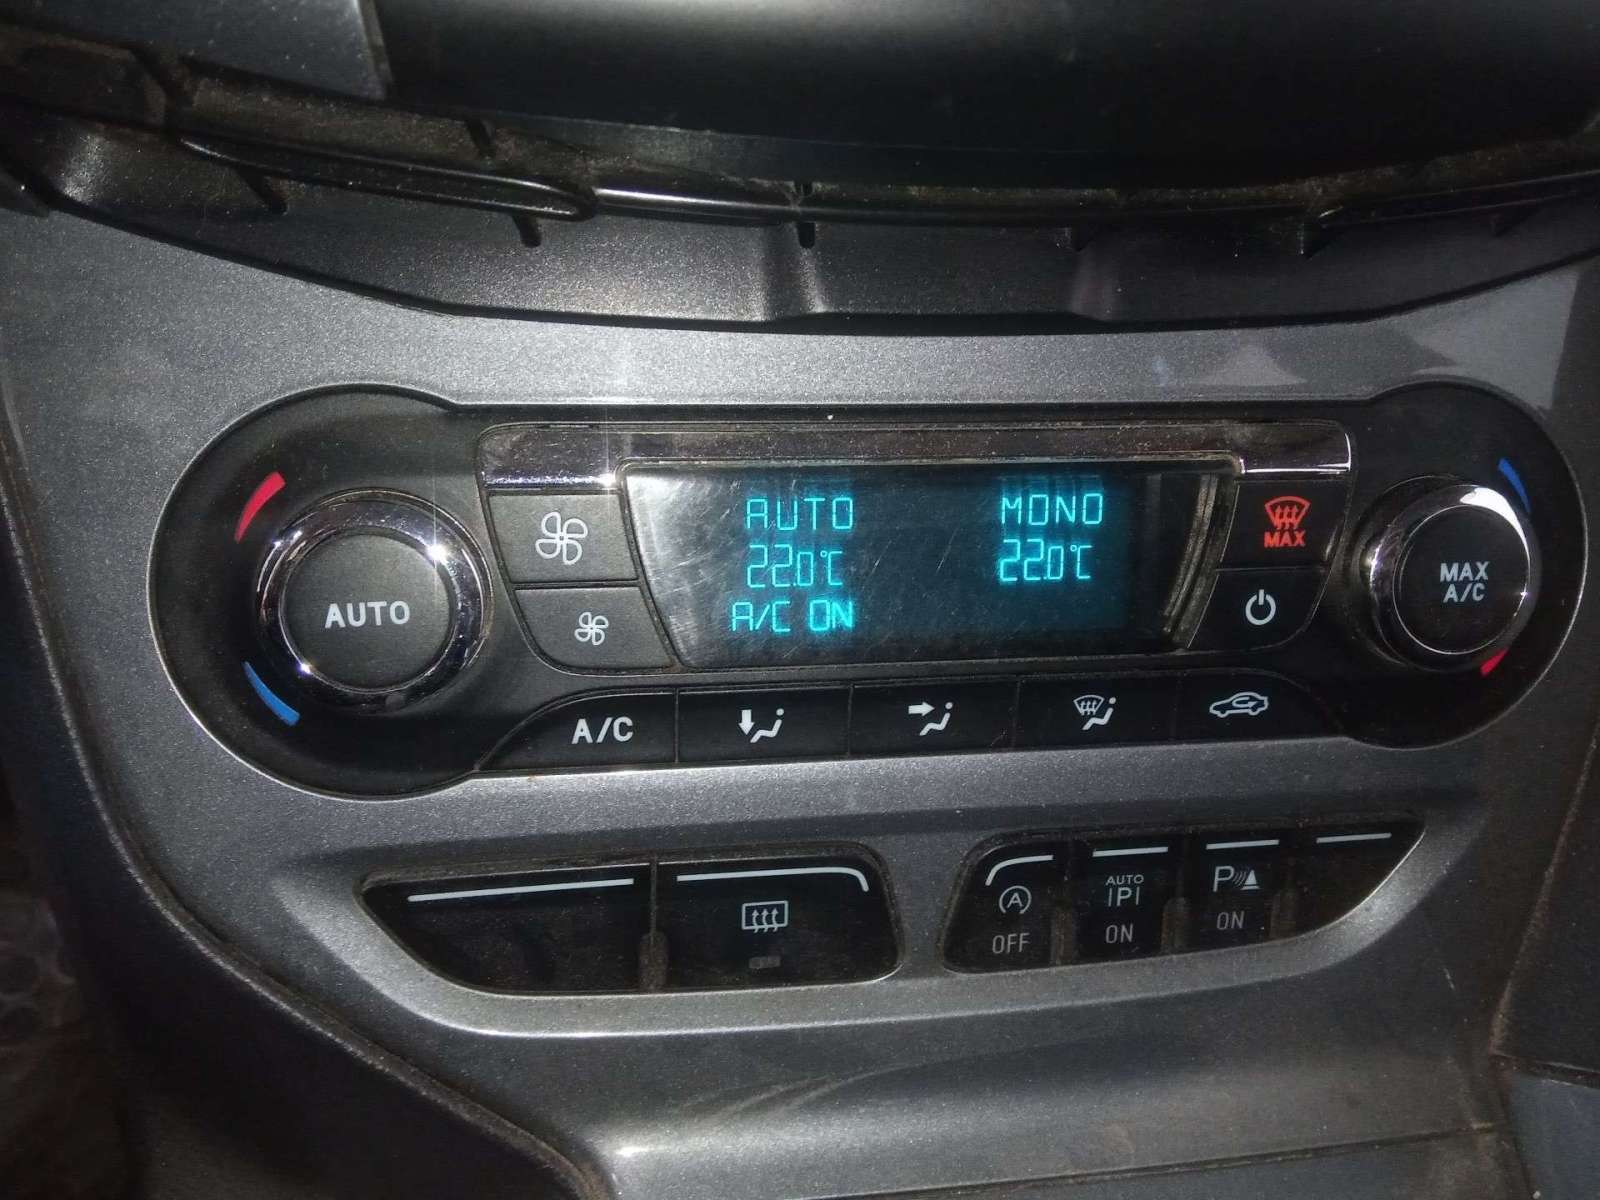 AUTO MONO
22.0°C 22.0°C
A/C ON
MAX
AUTO
MAX
A/C
A/C
A
OFF
AUTO
P
ON
P
ON